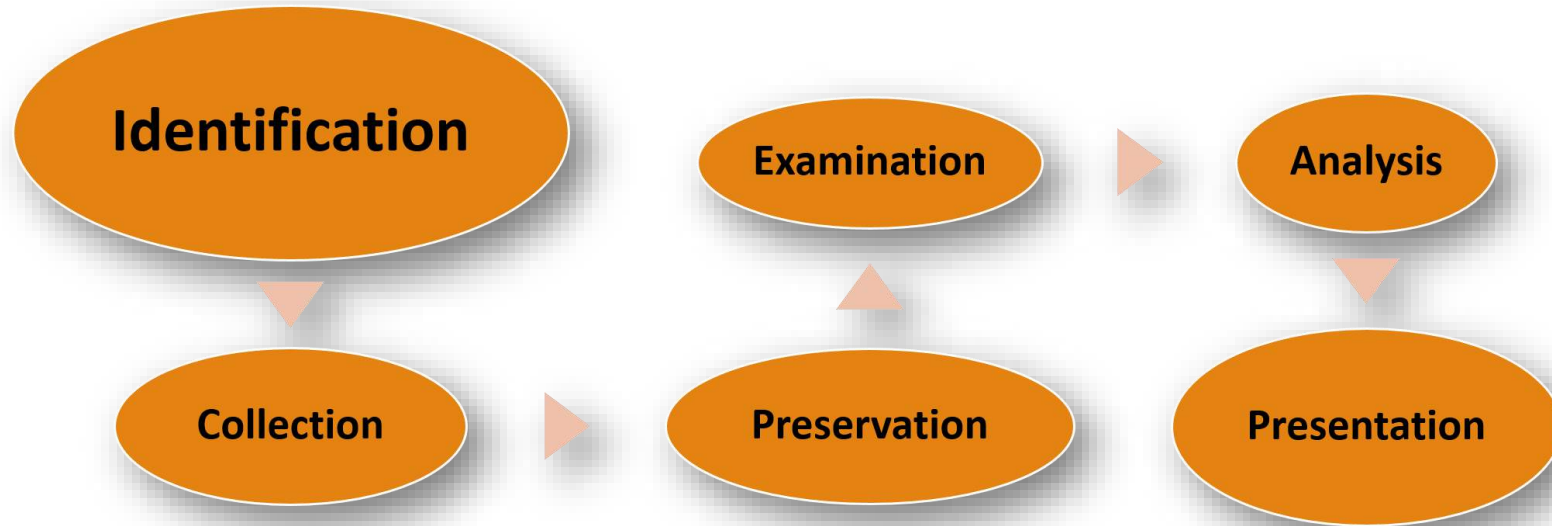 Identification
Collection
Preservation
Examination
Analysis
Presentation